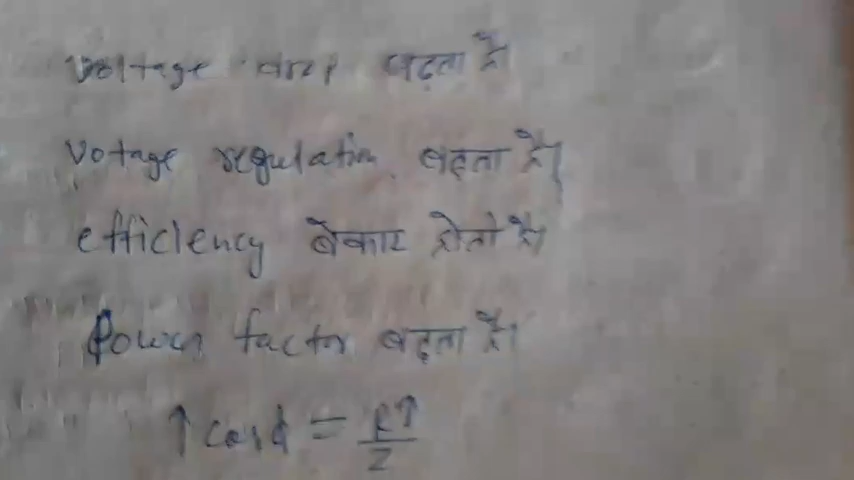 voltage drop बढ़ता है
Votage regulation बढ़ता है।
efficiency बेकार होती है।
Power factor बढ़ता है।
↑ cosϕ = R↑/Z